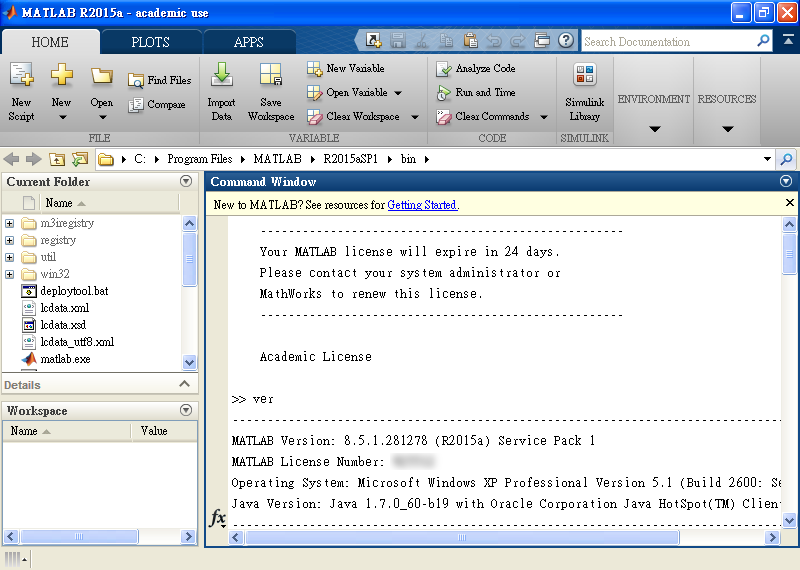 MATLAB R2015a - academic use
HOME
PLOTS
APPS
Search Documentation
New Script
New
Open
Find Files
Compare
FILE
Import Data
Save Workspace
New Variable
Open Variable
Clear Workspace
VARIABLE
Analyze Code
Run and Time
Clear Commands
CODE
Simulink Library
SIMULINK
ENVIRONMENT
RESOURCES
C: Program Files MATLAB R2015aSP1 bin
Current Folder
Name
m3iregistry
registry
util
win32
deploytool.bat
lcdata.xml
lcdata.xsd
lcdata_utf8.xml
matlab.exe
Details
Workspace
Name Value
Command Window
New to MATLAB? See resources for Getting Started.
----------------------------------------------------
Your MATLAB license will expire in 24 days.
Please contact your system administrator or
MathWorks to renew this license.
----------------------------------------------------
Academic License
>> ver
-------------------------------------------------------------------------------
MATLAB Version: 8.5.1.281278 (R2015a) Service Pack 1
MATLAB License Number:
Operating System: Microsoft Windows XP Professional Version 5.1 (Build 2600: Se
Java Version: Java 1.7.0_60-b19 with Oracle Corporation Java HotSpot(TM) Clien
-------------------------------------------------------------------------------
fx